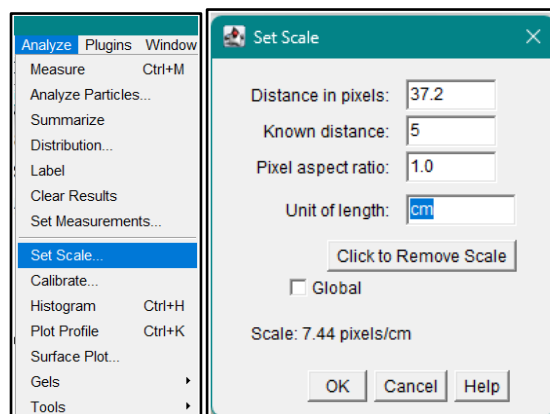 Analyze Plugins Window
Measure Ctrl+M
Analyze Particles...
Summarize
Distribution...
Label
Clear Results
Set Measurements...
Set Scale...
Calibrate...
Histogram Ctrl+H
Plot Profile Ctrl+K
Surface Plot...
Gels
Tools
Set Scale
Distance in pixels: 37.2
Known distance: 5
Pixel aspect ratio: 1.0
Unit of length: cm
Click to Remove Scale
Global
Scale: 7.44 pixels/cm
OK Cancel Help